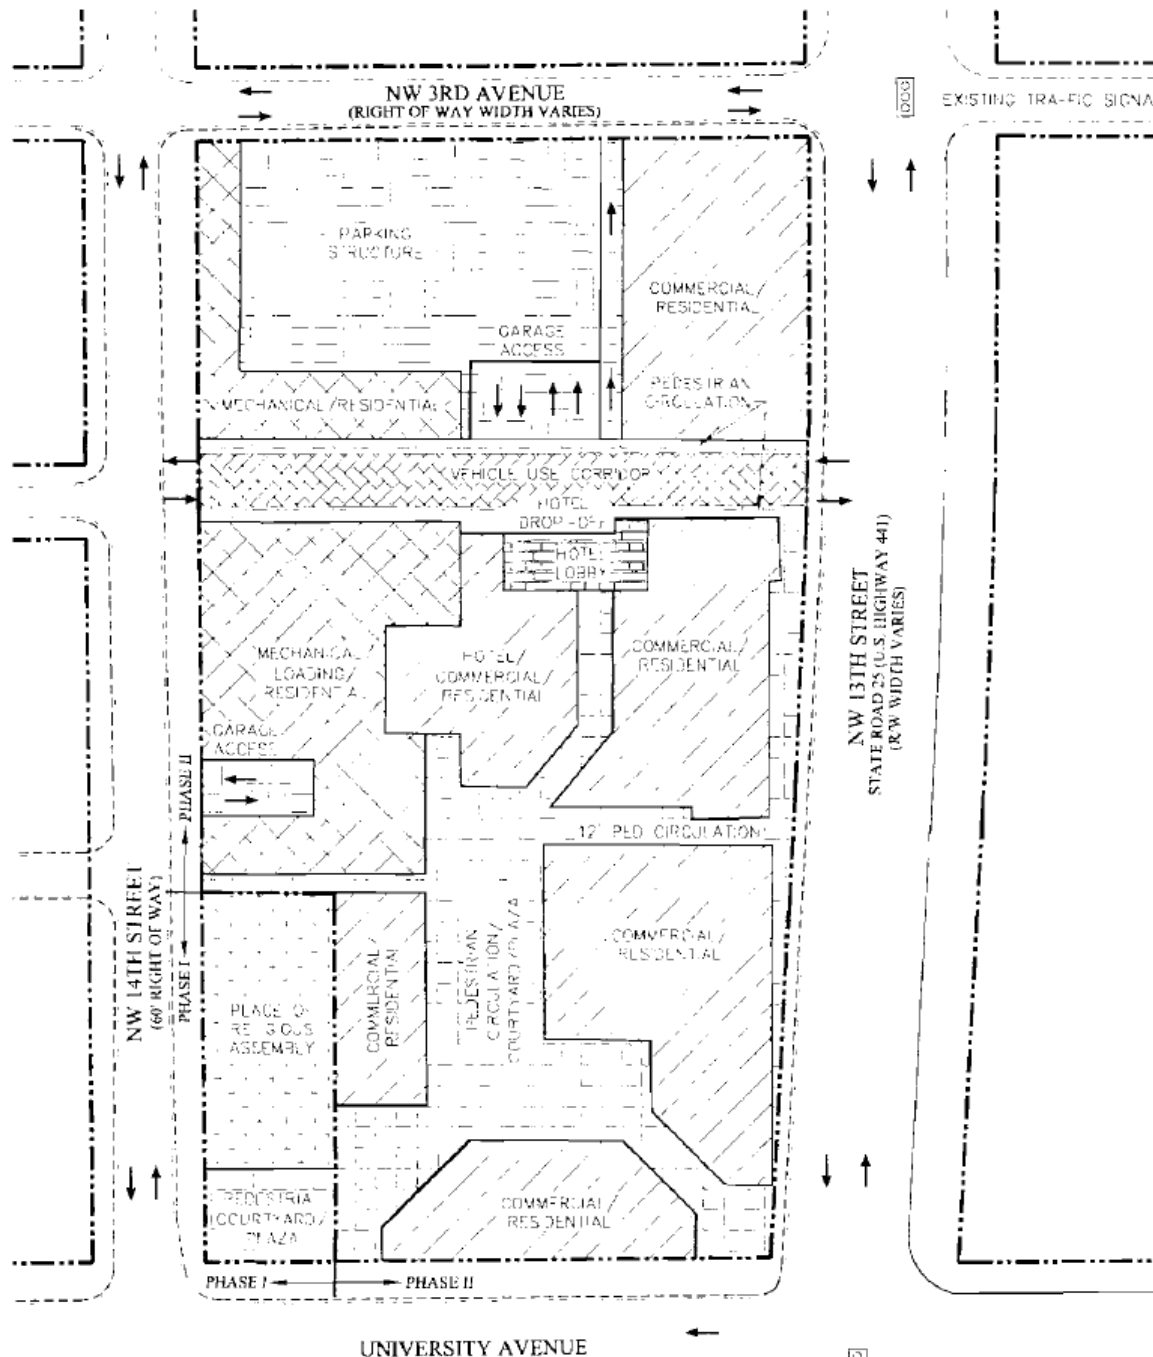 NW 3RD AVENUE
(RIGHT OF WAY WIDTH VARIES)
EXISTING TRAFFIC SIGNA
PARKING
STRUCTURE
COMMERCIAL/
RESIDENTIAL
GARAGE
ACCESS
PEDESTRIAN
CIRCULATION
MECHANICAL/RESIDENTIAL
VEHICLE USE CORRIDOR
HOTEL
DROP-OFF
HOTEL
LOBBY
MECHANICAL
LOADING/
RESIDENTIAL
HOTEL/
COMMERCIAL/
RESIDENTIAL
COMMERCIAL/
RESIDENTIAL
NW 13TH STREET
STATE ROAD 25 (U.S. HIGHWAY 441)
(R/W WIDTH VARIES)
GARAGE
ACCESS
PHASE II
12' PED CIRCULATION
NW 14TH STREET
(60' RIGHT OF WAY)
PHASE I
PLACE OF
RELIGIOUS
ASSEMBLY
COMMERCIAL/
RESIDENTIAL
PEDESTRIAN
CIRCULATION/
COURTYARD/PLAZA
COMMERCIAL/
RESIDENTIAL
PEDESTRIA
COURTYARD/
PLAZA
COMMERCIAL/
RESIDENTIAL
PHASE I
PHASE II
UNIVERSITY AVENUE